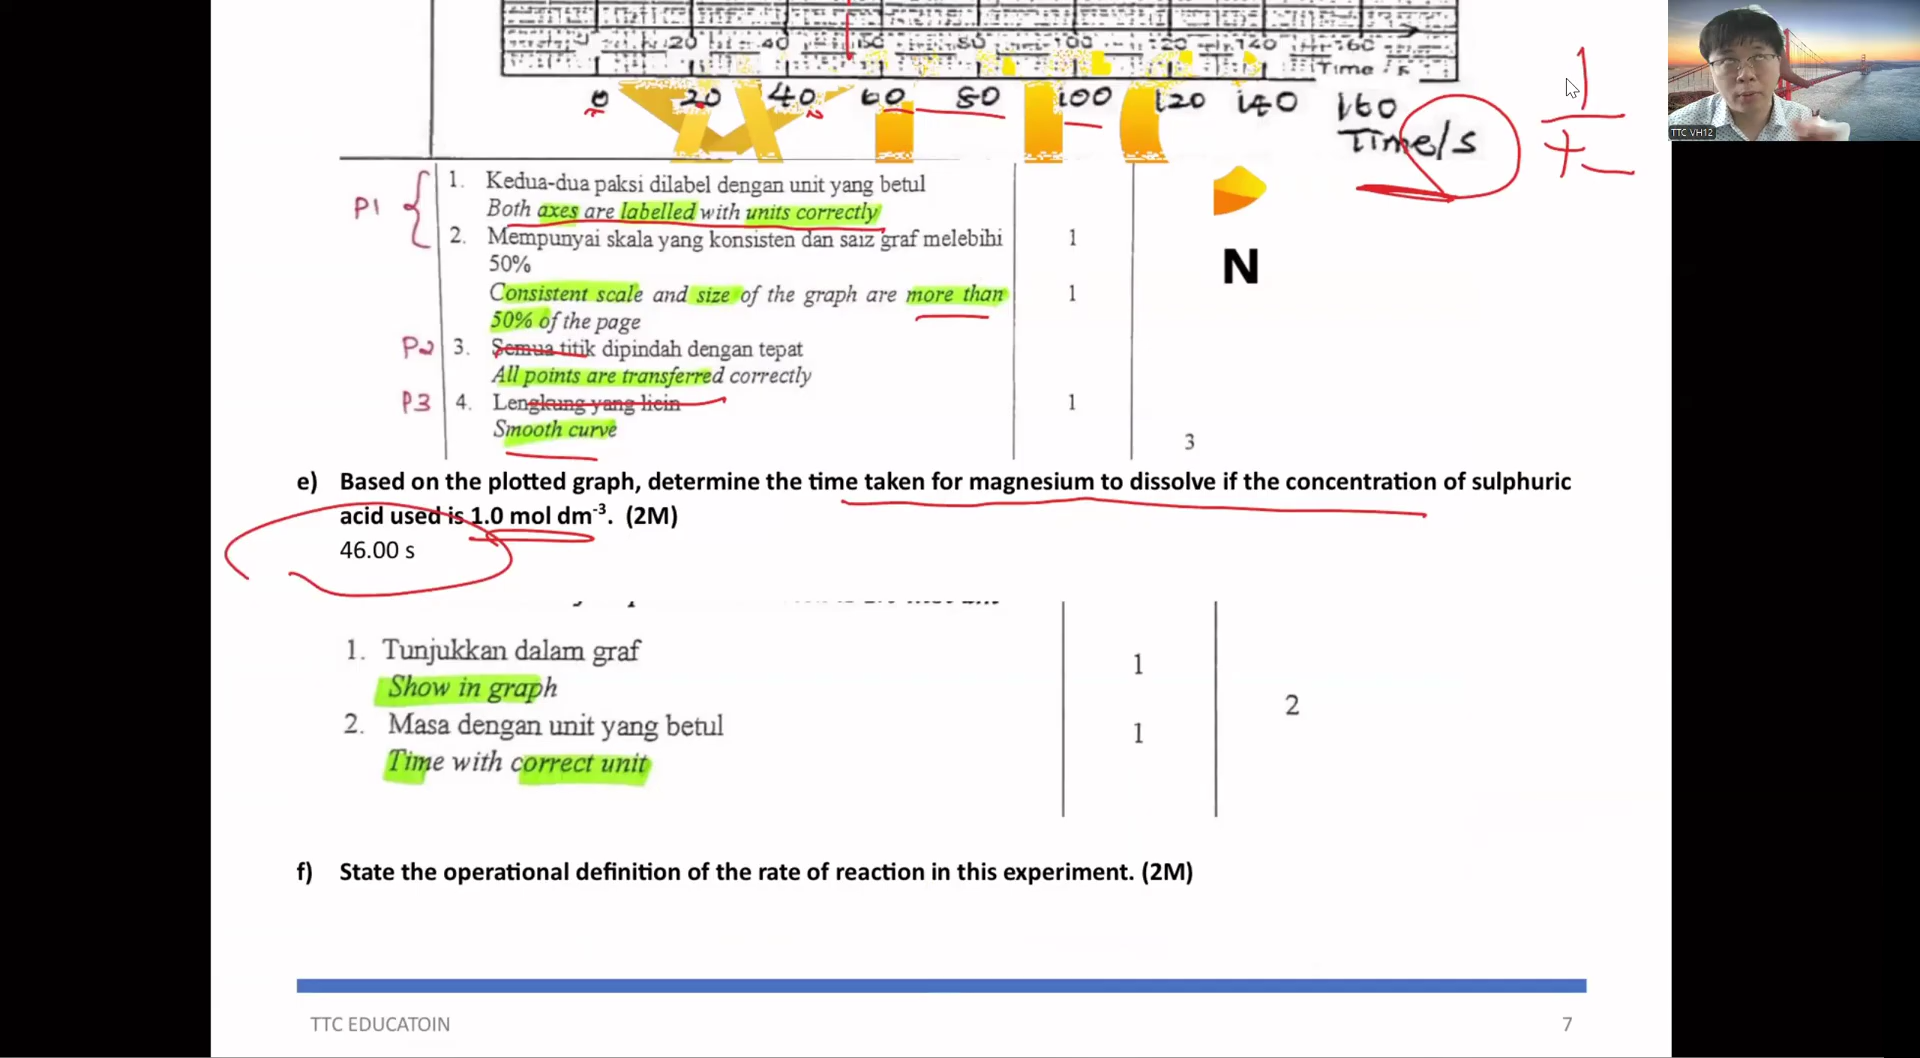 20 40 60 80 100 120 140 160
Time / s
0 20 40 60 80 100 120 140 160
Time/s
1
t
TTC VH12
P1
1. Kedua-dua paksi dilabel dengan unit yang betul
Both axes are labelled with units correctly
2. Mempunyai skala yang konsisten dan saiz graf melebihi 1
50%
Consistent scale and size of the graph are more than 1
50% of the page
P2 3. Semua titik dipindah dengan tepat
All points are transferred correctly
P3 4. Lengkung yang licin 1
Smooth curve
3
N
e) Based on the plotted graph, determine the time taken for magnesium to dissolve if the concentration of sulphuric
acid used is 1.0 mol dm-3. (2M)
46.00 s
1. Tunjukkan dalam graf 1
Show in graph
2
2. Masa dengan unit yang betul 1
Time with correct unit
f) State the operational definition of the rate of reaction in this experiment. (2M)
TTC EDUCATOIN 7